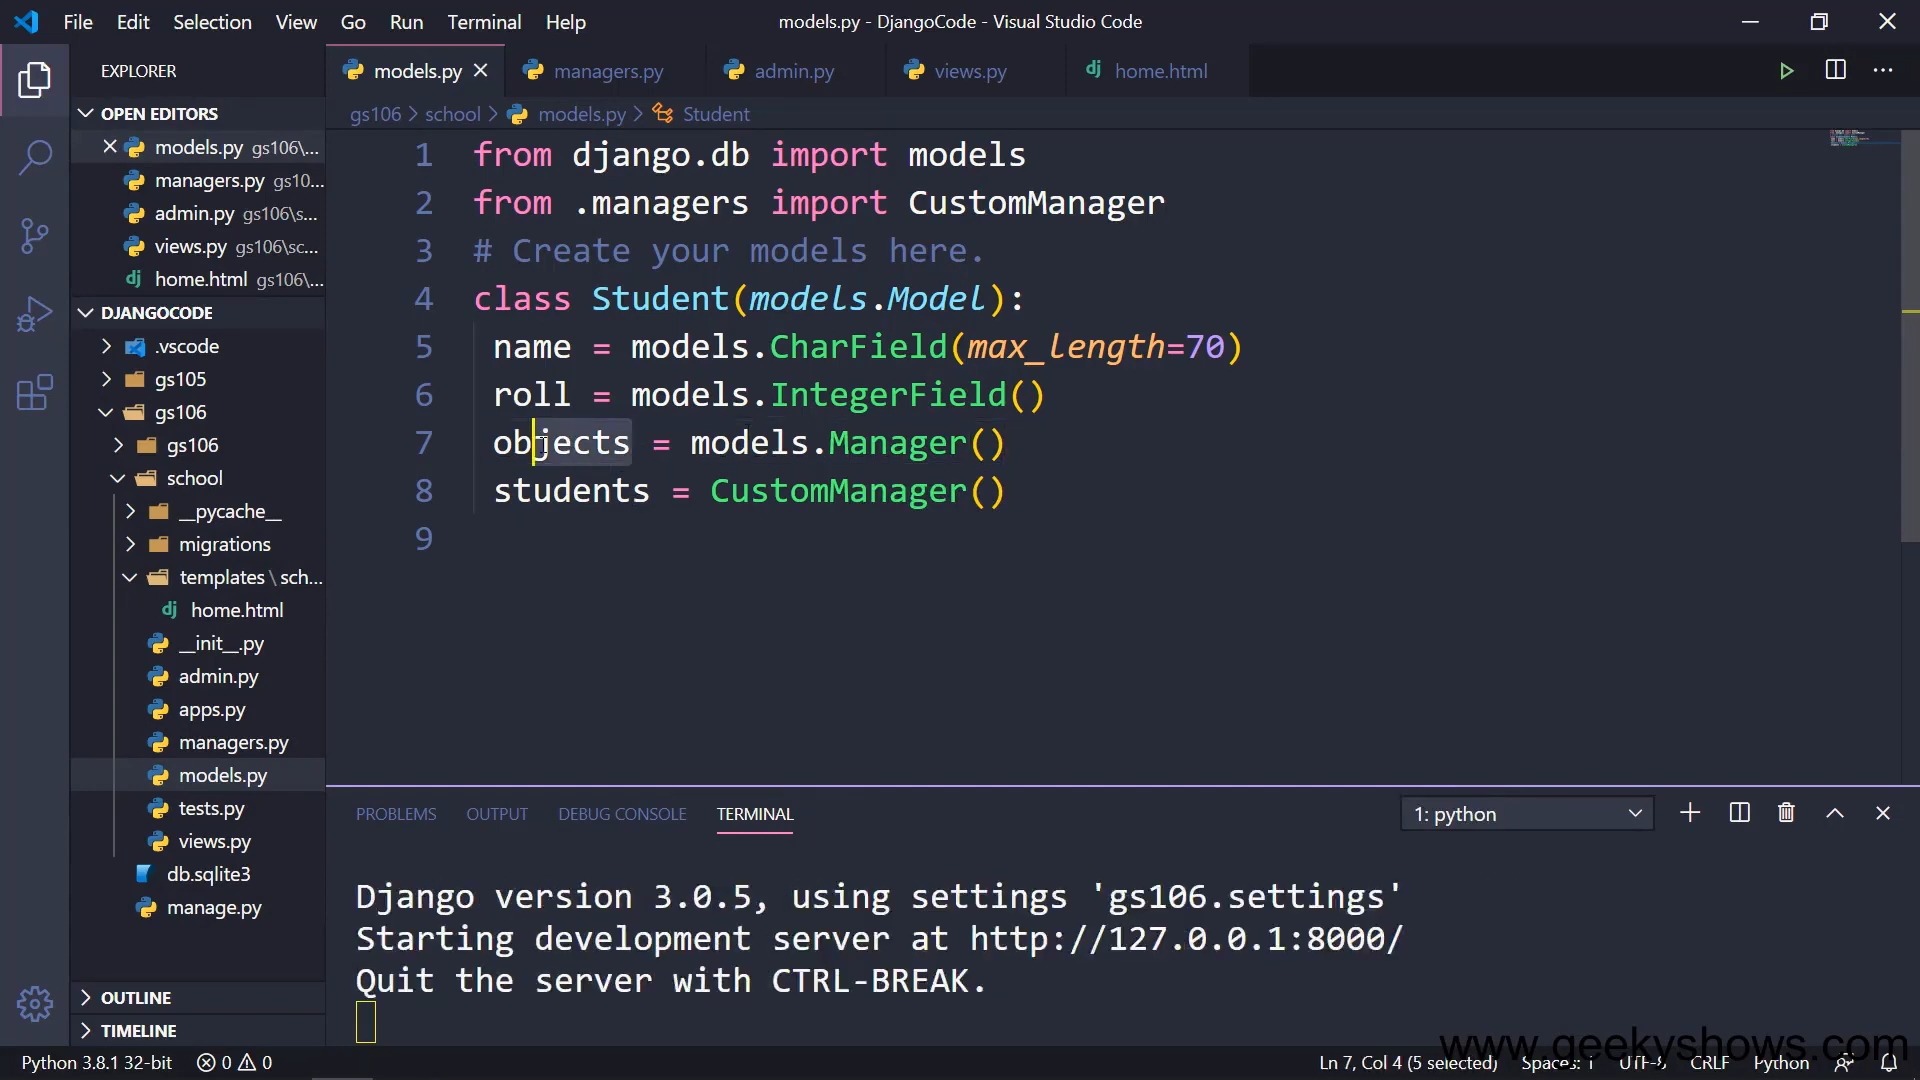 File Edit Selection View Go Run Terminal Help
models.py - DjangoCode - Visual Studio Code
EXPLORER
OPEN EDITORS
models.py gs106\...
managers.py gs10...
admin.py gs106\s...
views.py gs106\sc...
home.html gs106\...
DJANGOCODE
.vscode
gs105
gs106
gs106
school
__pycache__
migrations
templates\sch...
home.html
__init__.py
admin.py
apps.py
managers.py
models.py
tests.py
views.py
db.sqlite3
manage.py
OUTLINE
TIMELINE
models.py managers.py admin.py views.py home.html
gs106 > school > models.py > Student
1 from django.db import models
2 from .managers import CustomManager
3 # Create your models here.
4 class Student(models.Model):
5 name = models.CharField(max_length=70)
6 roll = models.IntegerField()
7 objects = models.Manager()
8 students = CustomManager()
9
PROBLEMS OUTPUT DEBUG CONSOLE TERMINAL
1: python
Django version 3.0.5, using settings 'gs106.settings'
Starting development server at http://127.0.0.1:8000/
Quit the server with CTRL-BREAK.
www.geekyshows.com
Python 3.8.1 32-bit 0 0
Ln 7, Col 4 (5 selected) Spaces: 1 UTF-8 CRLF Python